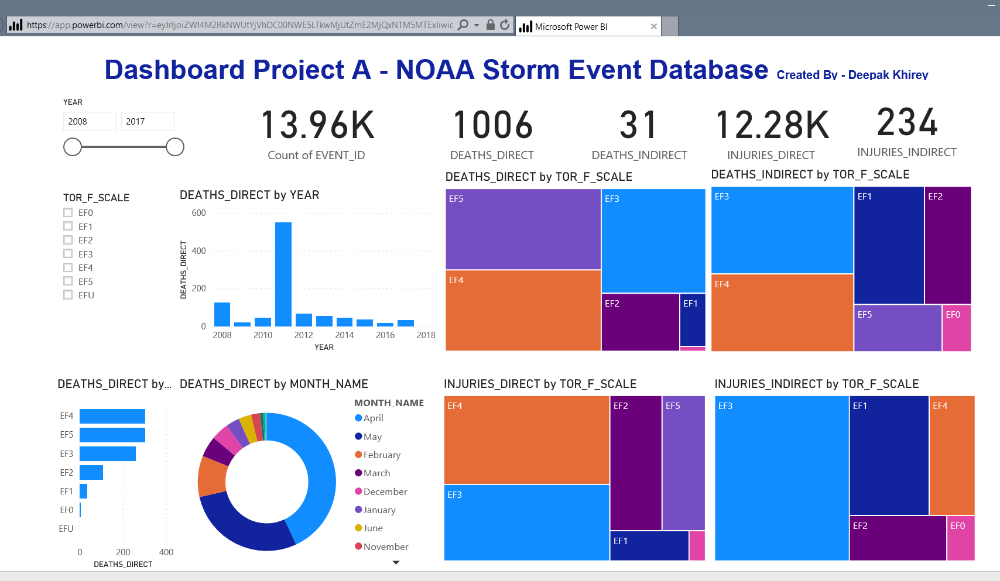 https://app.powerbi.com/view?r=eyJrIjoiZWI4M2RkNWUtYjVhOC00NWE5LTkwMjUtZmE2MjQxNTM5MTExIiwic
Microsoft Power BI
Dashboard Project A - NOAA Storm Event Database Created By - Deepak Khirey
YEAR
2008 2017
13.96K
Count of EVENT_ID
1006
DEATHS_DIRECT
31
DEATHS_INDIRECT
12.28K
INJURIES_DIRECT
234
INJURIES_INDIRECT
TOR_F_SCALE
EF0
EF1
EF2
EF3
EF4
EF5
EFU
DEATHS_DIRECT by YEAR
DEATHS_DIRECT
600
400
200
0
2008 2010 2012 2014 2016 2018
YEAR
DEATHS_DIRECT by TOR_F_SCALE
EF5
EF3
EF4
EF2
EF1
DEATHS_INDIRECT by TOR_F_SCALE
EF3
EF1
EF2
EF4
EF5
EF0
DEATHS_DIRECT by...
EF4
EF5
EF3
EF2
EF1
EF0
EFU
0 200 400
DEATHS_DIRECT
DEATHS_DIRECT by MONTH_NAME
MONTH_NAME
April
May
February
March
December
January
June
November
INJURIES_DIRECT by TOR_F_SCALE
EF4
EF2
EF5
EF3
EF1
INJURIES_INDIRECT by TOR_F_SCALE
EF3
EF1
EF4
EF2
EF0